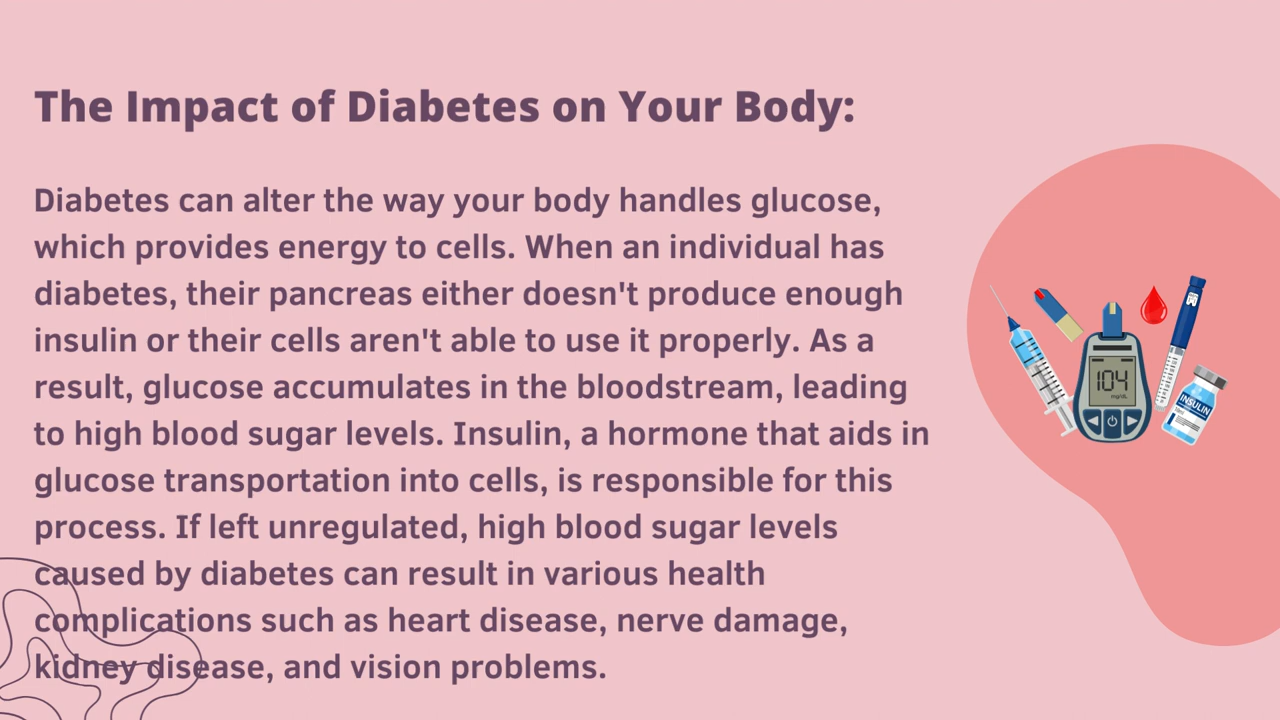 The Impact of Diabetes on Your Body:
Diabetes can alter the way your body handles glucose,
which provides energy to cells. When an individual has
diabetes, their pancreas either doesn't produce enough
insulin or their cells aren't able to use it properly. As a
result, glucose accumulates in the bloodstream, leading
to high blood sugar levels. Insulin, a hormone that aids in
glucose transportation into cells, is responsible for this
process. If left unregulated, high blood sugar levels
caused by diabetes can result in various health
complications such as heart disease, nerve damage,
kidney disease, and vision problems.
104
mg/dL
INSULIN